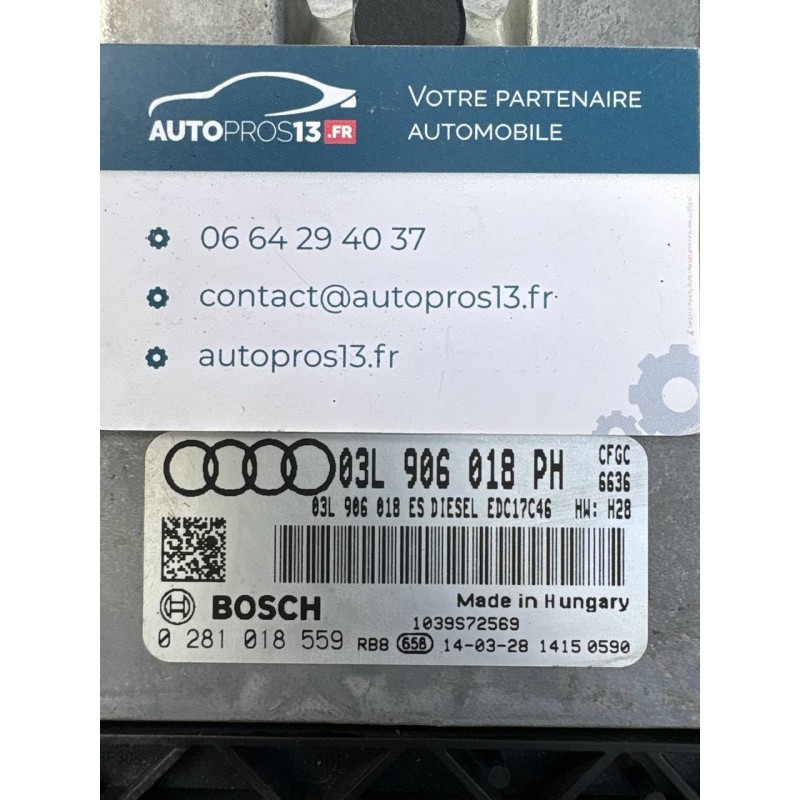 AUTOPROS13.FR
VOTRE PARTENAIRE
AUTOMOBILE
06 64 29 40 37
contact@autopros13.fr
autopros13.fr
03L 906 018 PH
CFGC
6636
03L 906 018 ES DIESEL EDC17C46 HW: H28
BOSCH
Made in Hungary
1039S72569
0 281 018 559 RB8 658 14-03-28 1415 0590